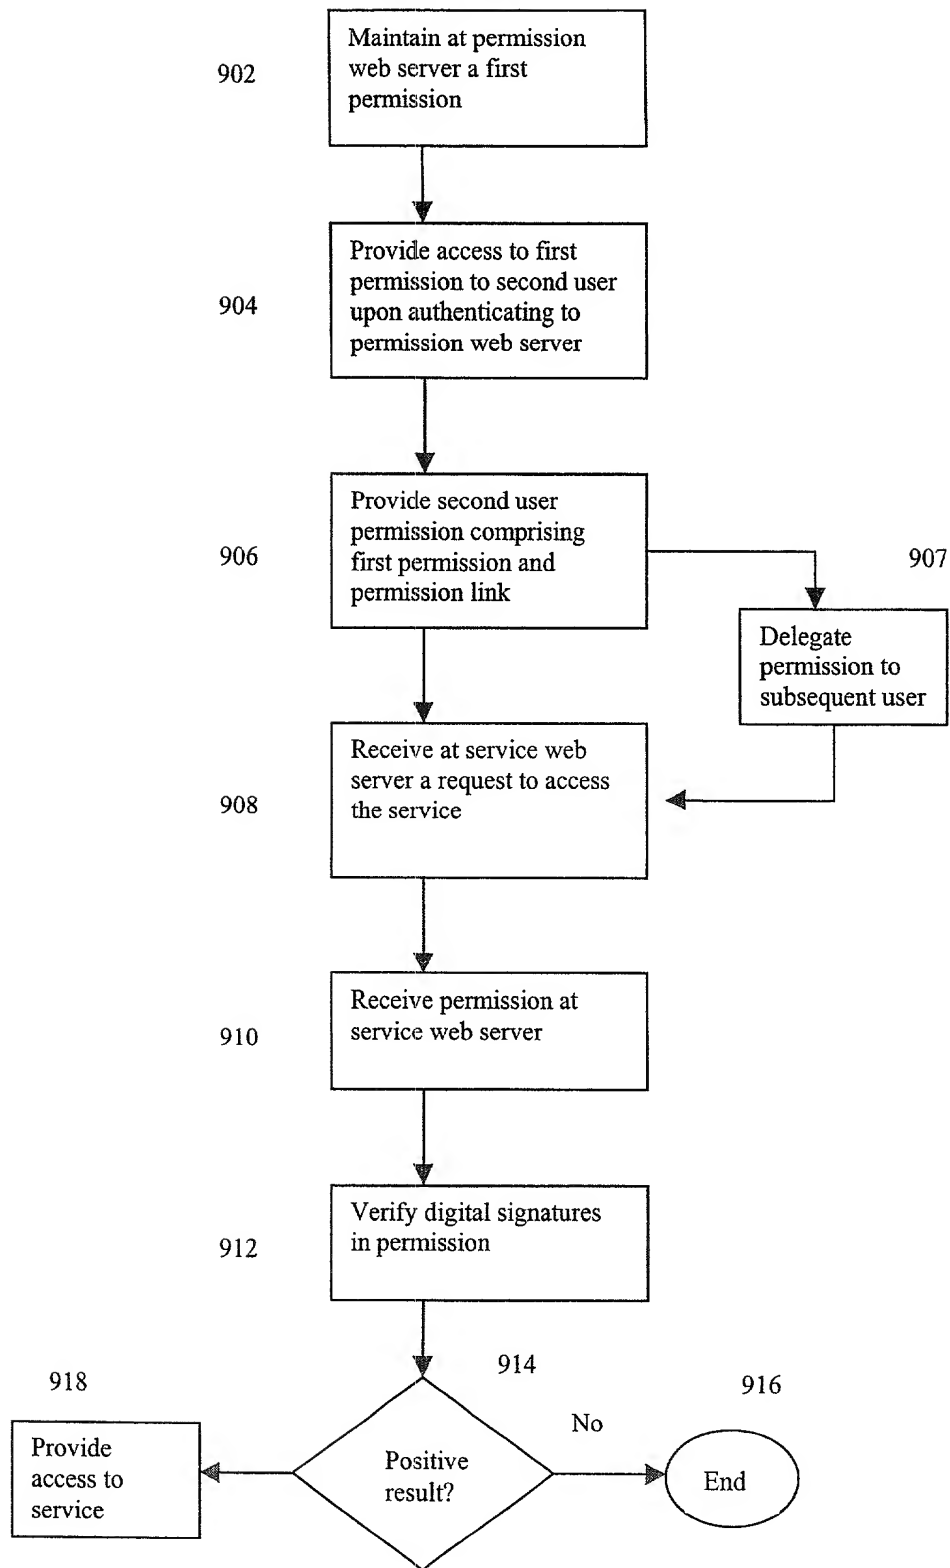 902
Maintain at permission
web server a first
permission
904
Provide access to first
permission to second user
upon authenticating to
permission web server
906
Provide second user
permission comprising
first permission and
permission link
907
Delegate
permission to
subsequent user
908
Receive at service web
server a request to access
the service
910
Receive permission at
service web server
912
Verify digital signatures
in permission
914
Positive
result?
No
916
End
918
Provide
access to
service